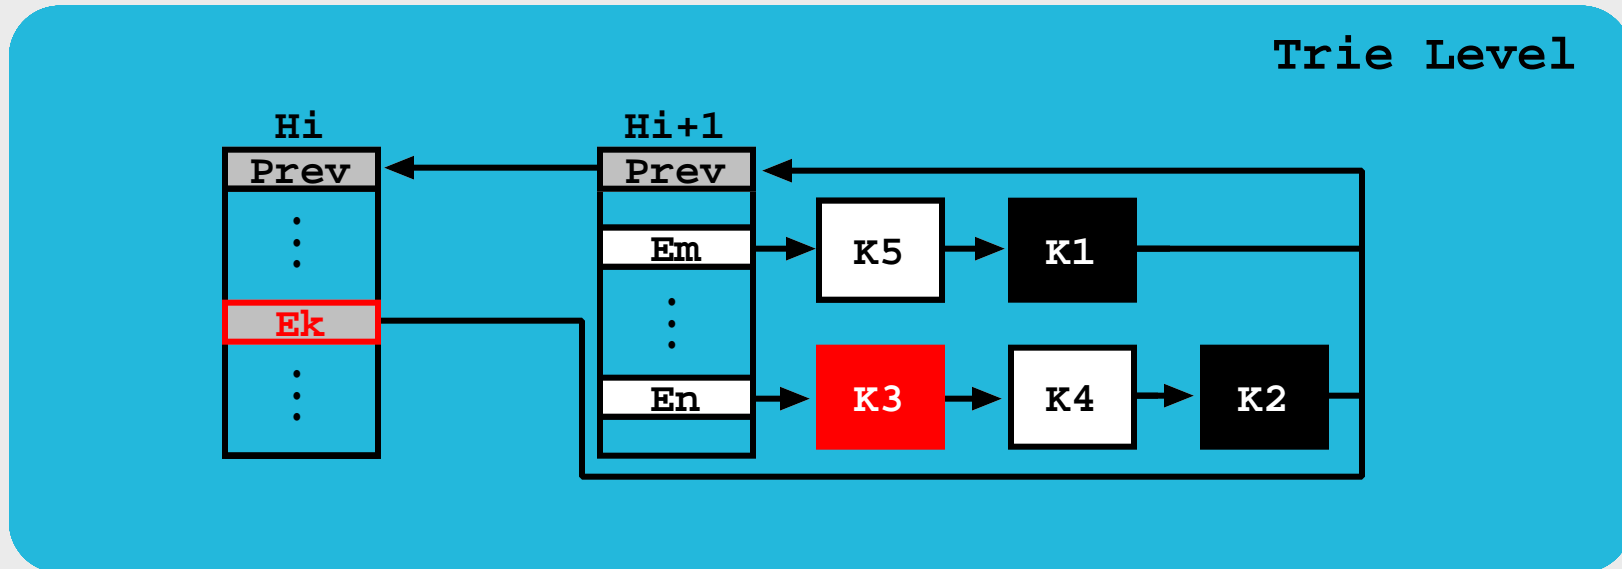 Trie Level
Hi
Hi+1
Prev
Prev
Em
K5
K1
Ek
En
K3
K4
K2